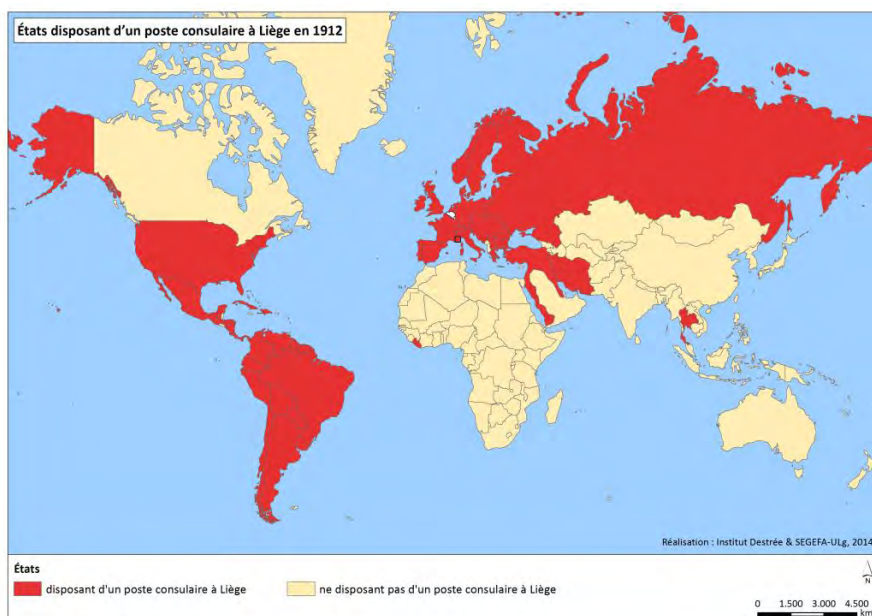 États disposant d'un poste consulaire à Liège en 1912
Réalisation : Institut Destrée & SEGEFA-ULg, 2014
États
disposant d'un poste consulaire à Liège
ne disposant pas d'un poste consulaire à Liège
N
0 1.500 3.000 4.500
km